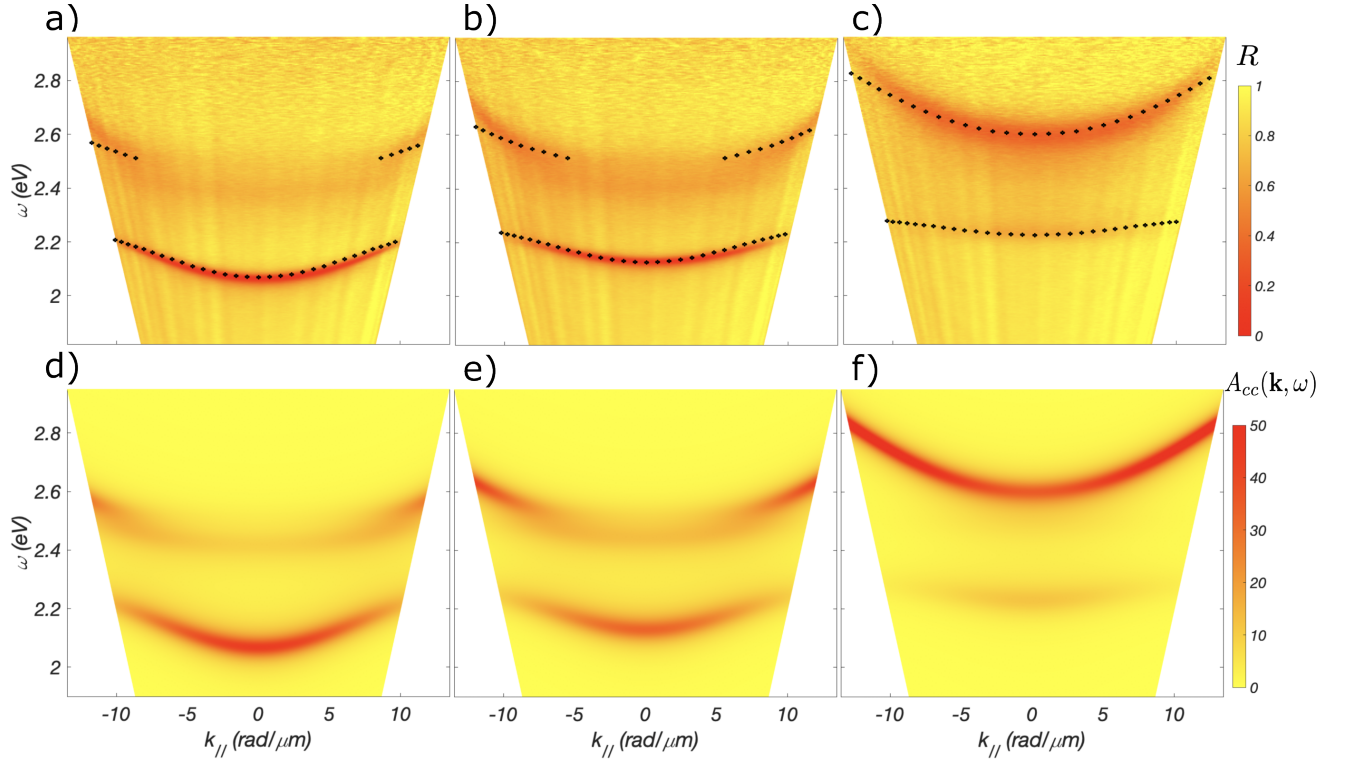 a) b) c)
R
2.8
2.6
2.4
2.2
2
ω (eV)
1
0.8
0.6
0.4
0.2
0
d) e) f)
A_cc(k, ω)
2.8
2.6
2.4
2.2
2
ω (eV)
50
40
30
20
10
0
-10 -5 0 5 10 -10 -5 0 5 10 -10 -5 0 5 10
k_// (rad/μm) k_// (rad/μm) k_// (rad/μm)